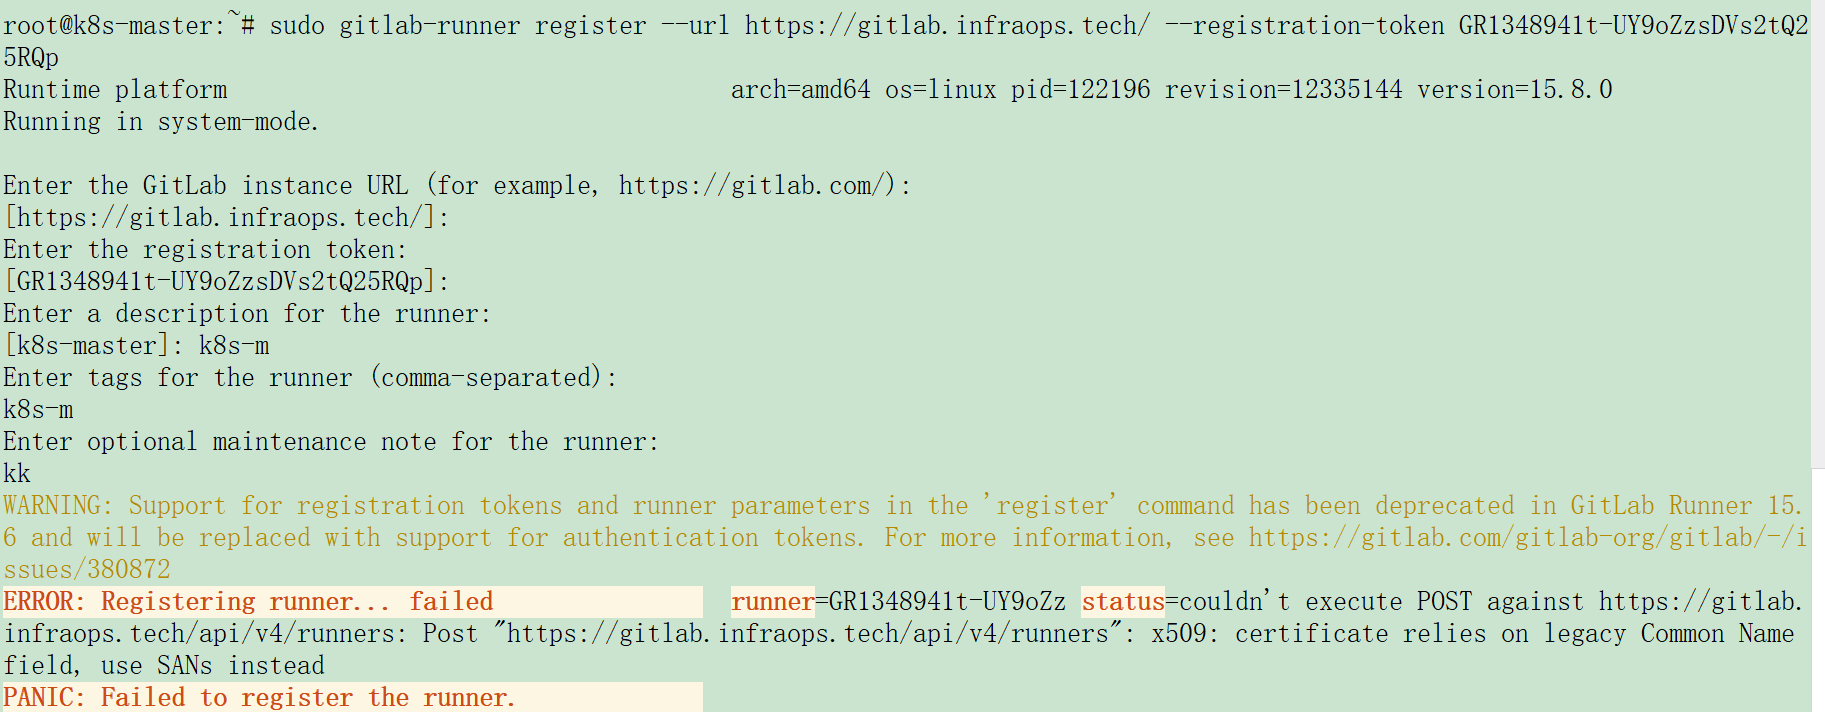 root@k8s-master:~# sudo gitlab-runner register --url https://gitlab.infraops.tech/ --registration-token GR1348941t-UY9oZzsDVs2tQ2
5RQp
Runtime platform                                    arch=amd64 os=linux pid=122196 revision=12335144 version=15.8.0
Running in system-mode.
Enter the GitLab instance URL (for example, https://gitlab.com/):
[https://gitlab.infraops.tech/]:
Enter the registration token:
[GR1348941t-UY9oZzsDVs2tQ25RQp]:
Enter a description for the runner:
[k8s-master]: k8s-m
Enter tags for the runner (comma-separated):
k8s-m
Enter optional maintenance note for the runner:
kk
WARNING: Support for registration tokens and runner parameters in the 'register' command has been deprecated in GitLab Runner 15.
6 and will be replaced with support for authentication tokens. For more information, see https://gitlab.com/gitlab-org/gitlab/-/i
ssues/380872
ERROR: Registering runner... failed                 runner=GR1348941t-UY9oZz status=couldn't execute POST against https://gitlab.
infraops.tech/api/v4/runners: Post "https://gitlab.infraops.tech/api/v4/runners": x509: certificate relies on legacy Common Name
field, use SANs instead
PANIC: Failed to register the runner.